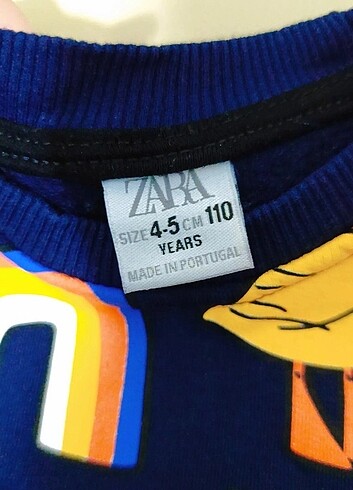 ZARA
SIZE 4-5 CM 110
YEARS
MADE IN PORTUGAL